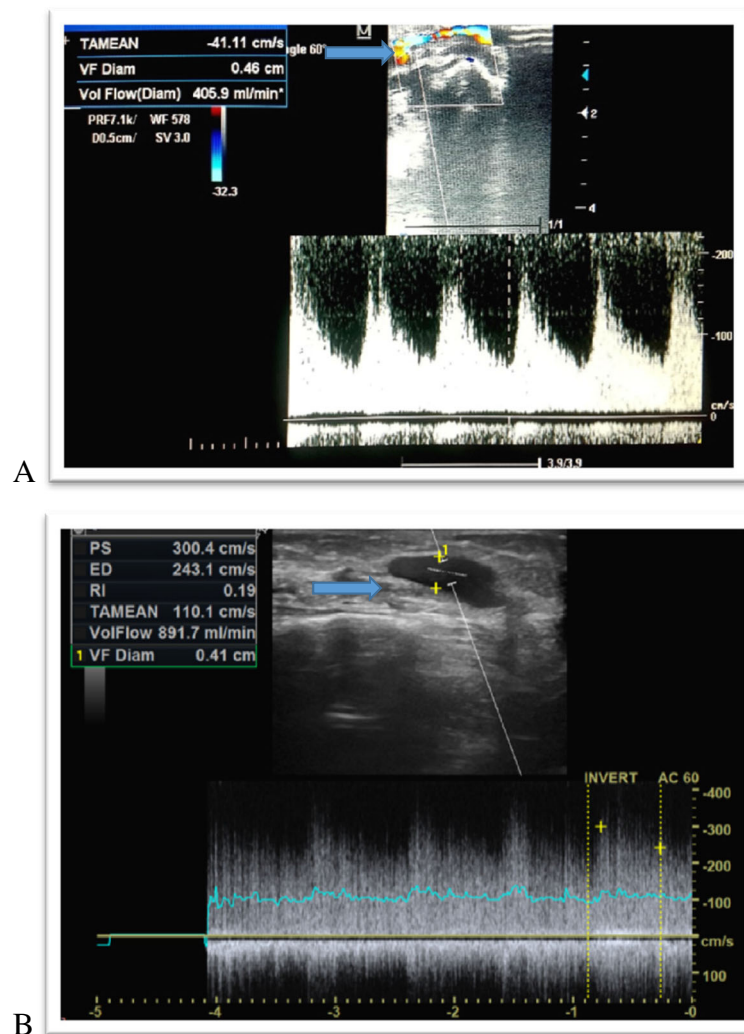 M
TAMEAN -41.11 cm/s
ngle 60°
VF Diam 0.46 cm
Vol Flow(Diam) 405.9 ml/min*
PRF7.1k/ WF 578
D0.5cm/ SV 3.0
2
-32.3
4
1/1
-200
-100
cm/s
0
3.9/3.9
A
PS 300.4 cm/s
ED 243.1 cm/s
RI 0.19
TAMEAN 110.1 cm/s
VolFlow 891.7 ml/min
1 VF Diam 0.41 cm
1
INVERT AC 60
-400
-300
-200
-100
cm/s
100
-5 -4 -3 -2 -1 -0
B